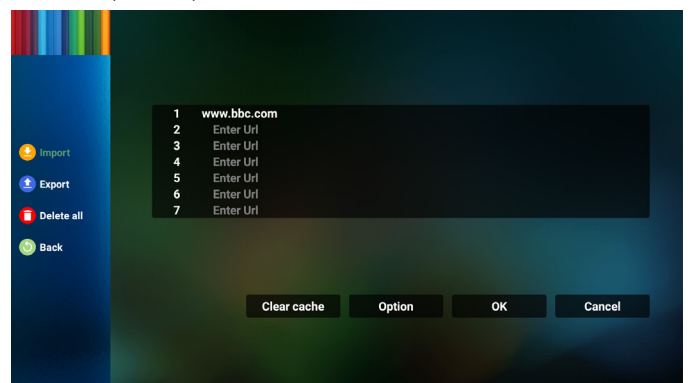 Import
Export
Delete all
Back
1 www.bbc.com
2 Enter Url
3 Enter Url
4 Enter Url
5 Enter Url
6 Enter Url
7 Enter Url
Clear cache Option OK Cancel